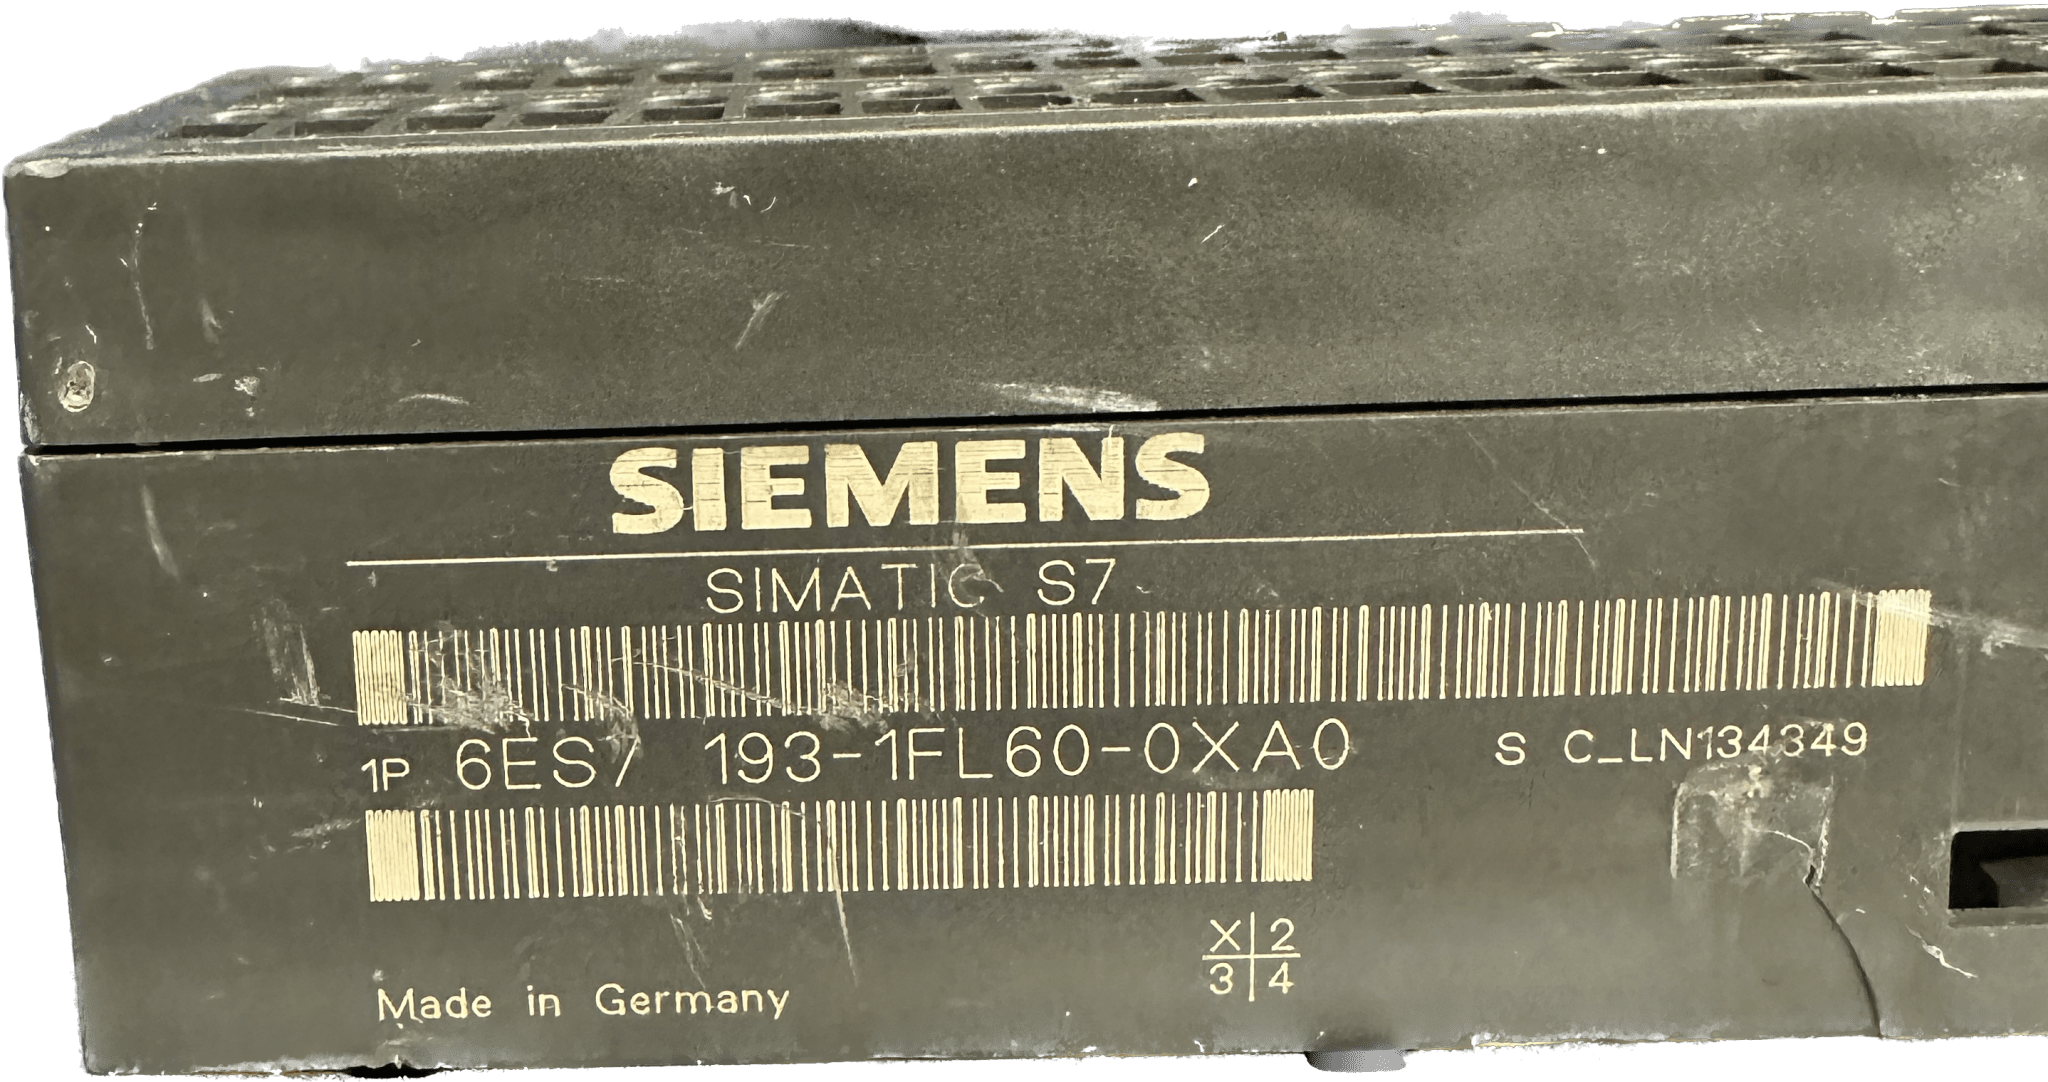 SIEMENS
SIMATIC S7
1P 6ES7 193-1FL60-0XA0 S C_LN134349
X 2
3 4
Made in Germany